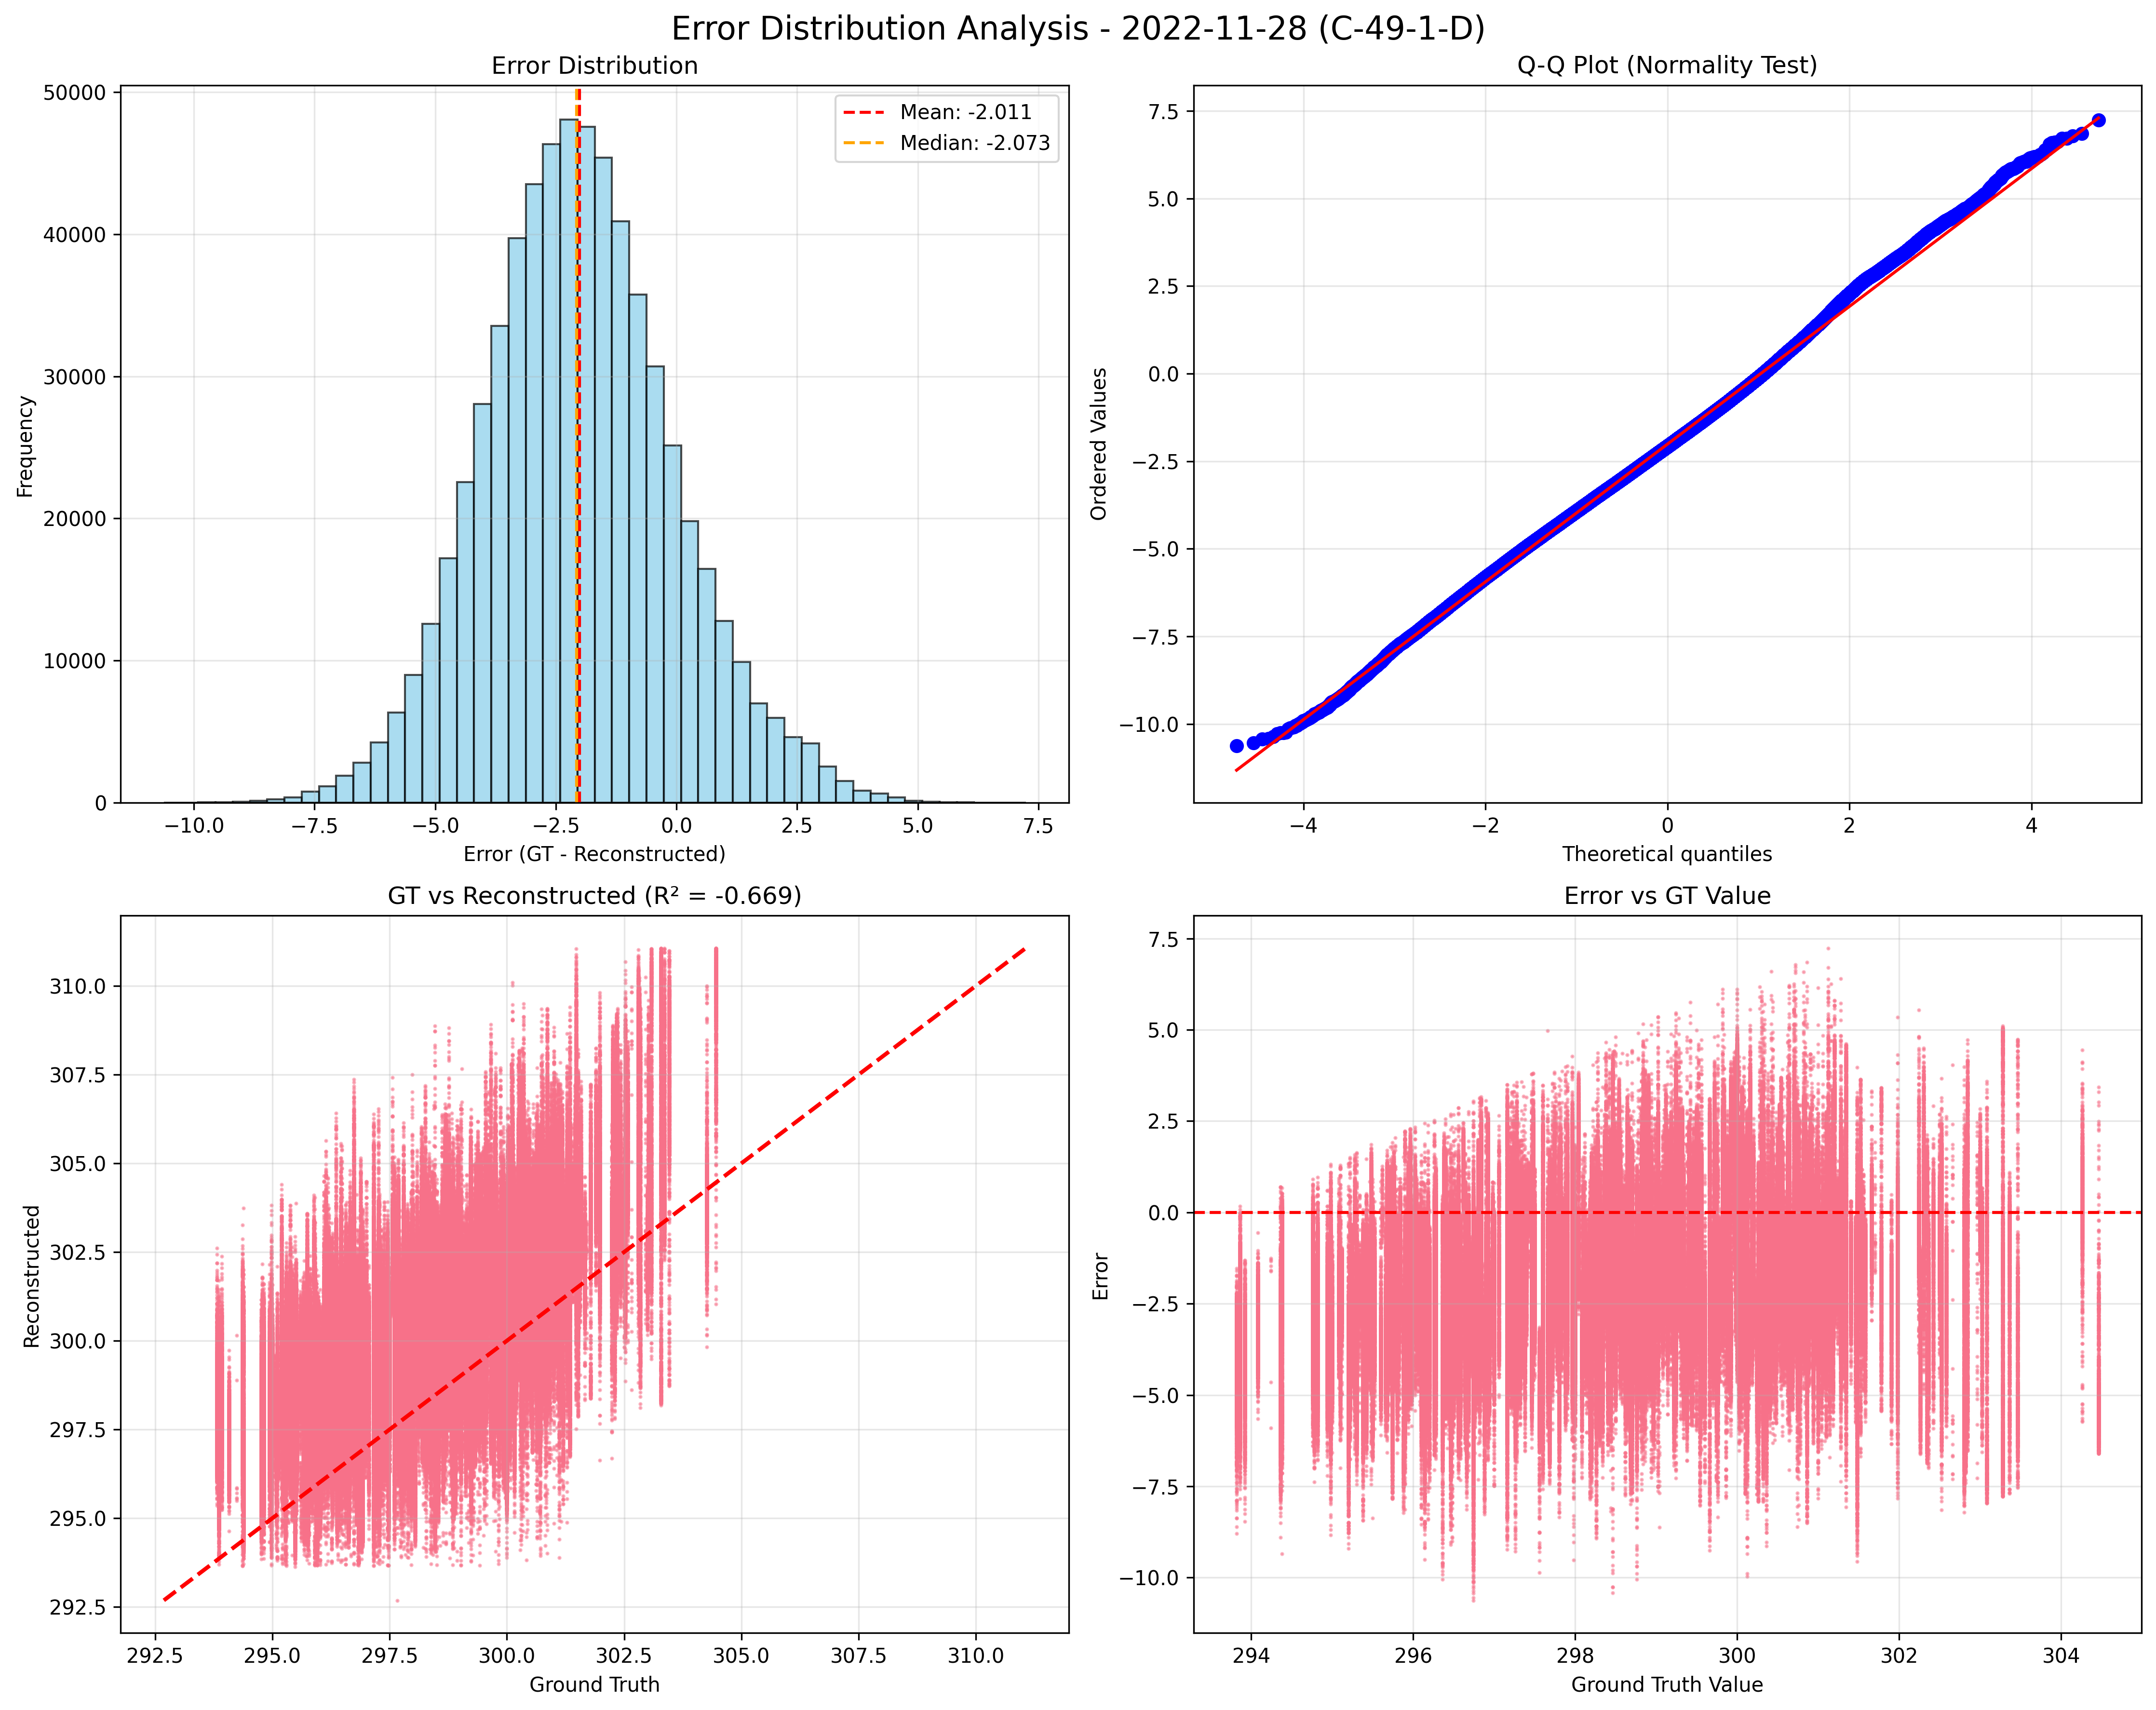 Error Distribution Analysis - 2022-11-28 (C-49-1-D)
Error Distribution
50000
40000
30000
20000
10000
0
Frequency
Mean: -2.011
Median: -2.073
−10.0 −7.5 −5.0 −2.5 0.0 2.5 5.0 7.5
Error (GT - Reconstructed)
Q-Q Plot (Normality Test)
7.5
5.0
2.5
0.0
−2.5
−5.0
−7.5
−10.0
Ordered Values
−4 −2 0 2 4
Theoretical quantiles
GT vs Reconstructed (R² = -0.669)
310.0
307.5
305.0
302.5
300.0
297.5
295.0
292.5
Reconstructed
292.5 295.0 297.5 300.0 302.5 305.0 307.5 310.0
Ground Truth
Error vs GT Value
7.5
5.0
2.5
0.0
−2.5
−5.0
−7.5
−10.0
Error
294 296 298 300 302 304
Ground Truth Value